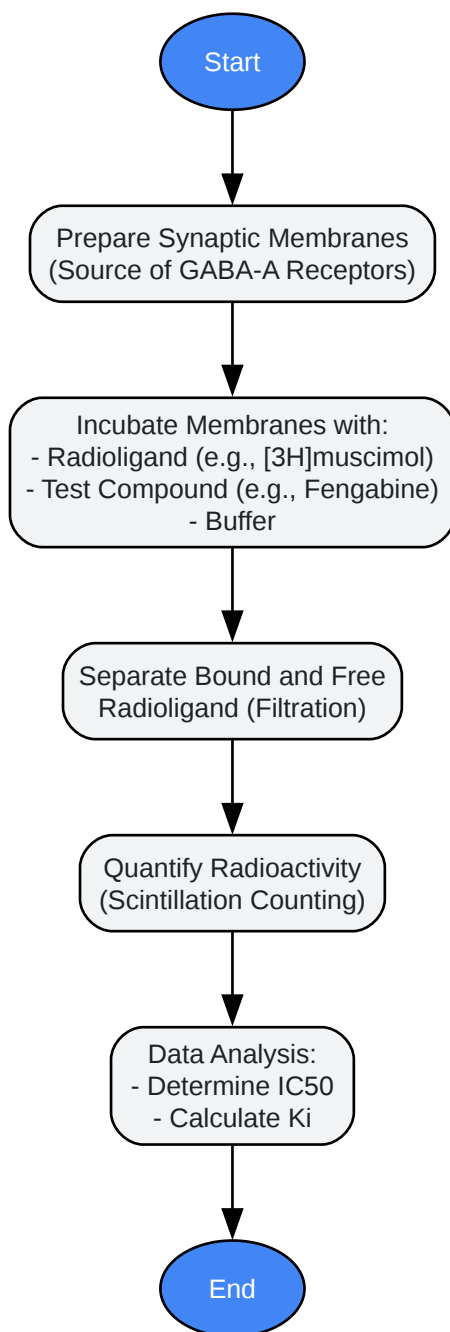 Start
Prepare Synaptic Membranes
(Source of GABA-A Receptors)
Incubate Membranes with:
- Radioligand (e.g., [3H]muscimol)
- Test Compound (e.g., Fengabine)
- Buffer
Separate Bound and Free
Radioligand (Filtration)
Quantify Radioactivity
(Scintillation Counting)
Data Analysis:
- Determine IC50
- Calculate Ki
End